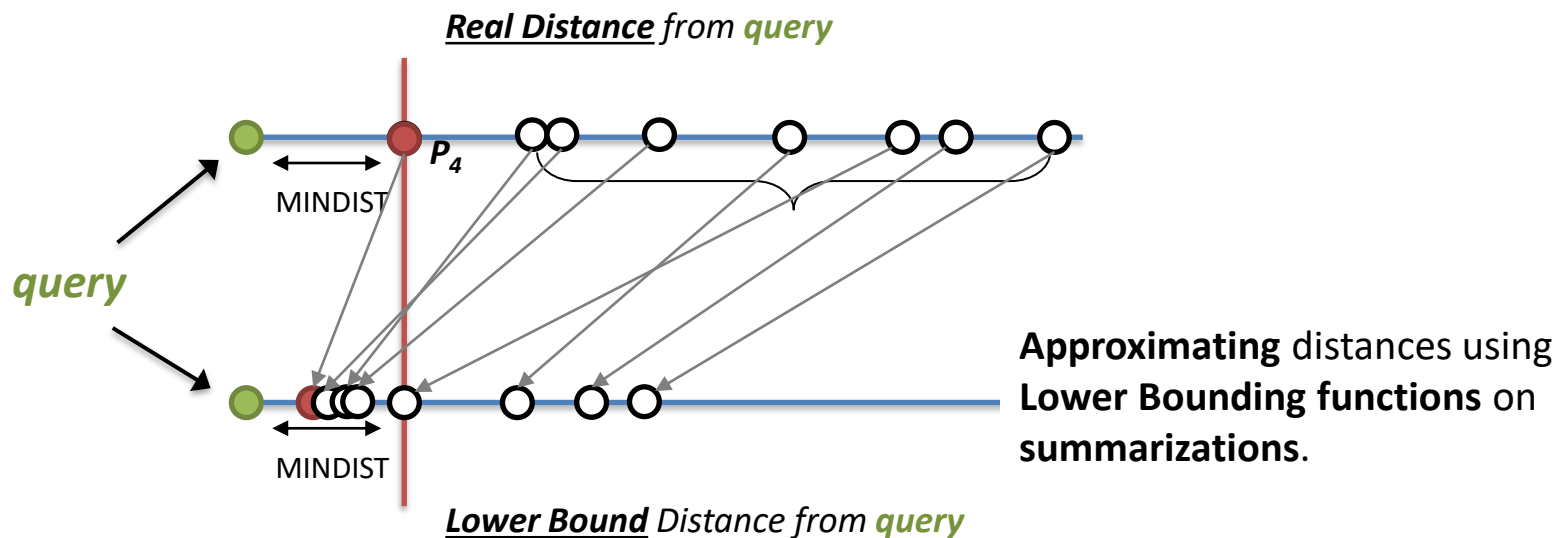 Real Distance from query
P4
MINDIST
query
Approximating distances using
Lower Bounding functions on
summarizations.
MINDIST
Lower Bound Distance from query